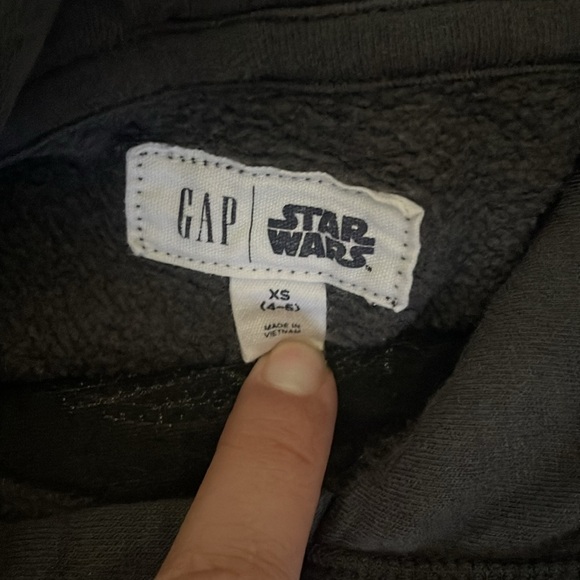 GAP
STAR
WARS
XS
(4-5)
MADE IN
VIETNAM